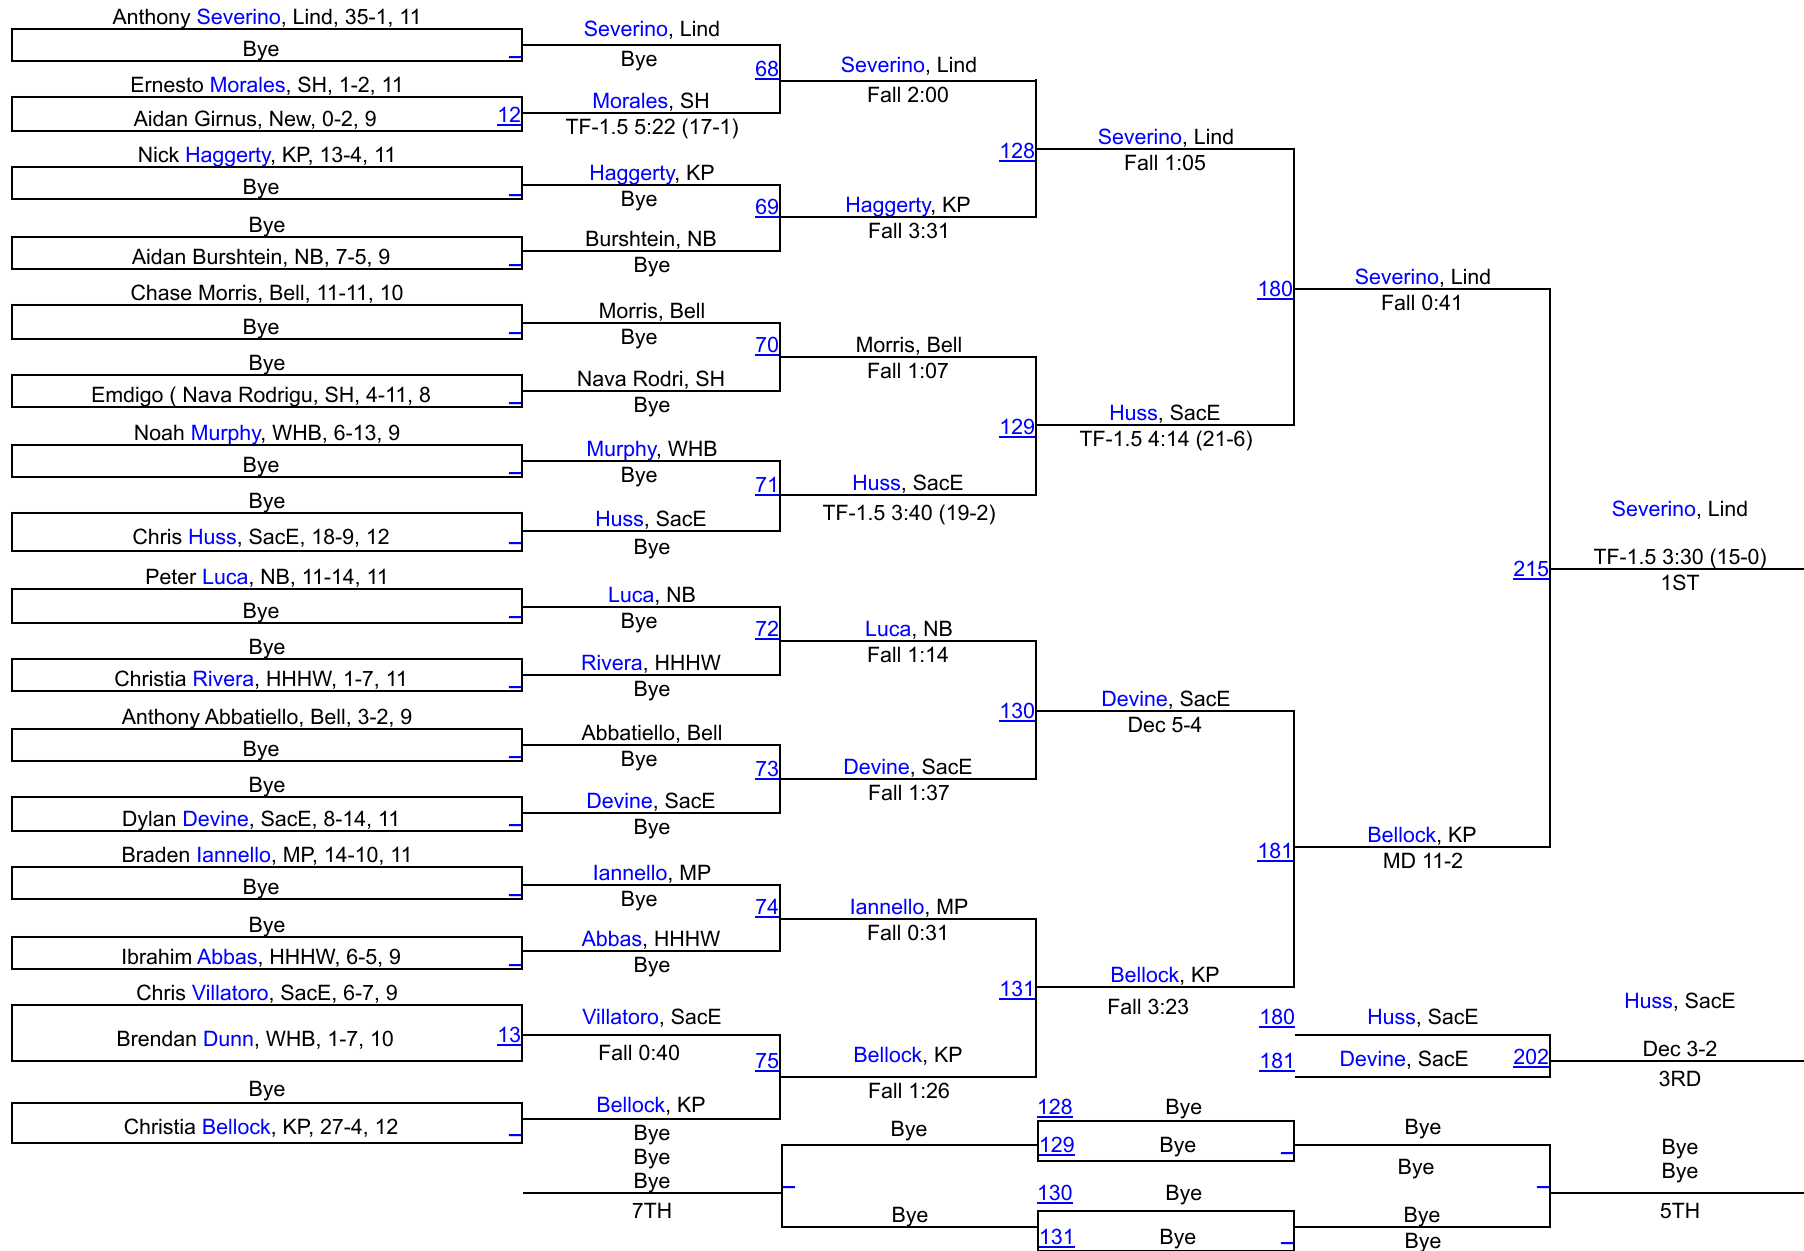 Anthony Severino, Lind, 35-1, 11
Bye
Ernesto Morales, SH, 1-2, 11
Aidan Girnus, New, 0-2, 9
12
Nick Haggerty, KP, 13-4, 11
Bye
Bye
Aidan Burshtein, NB, 7-5, 9
Chase Morris, Bell, 11-11, 10
Bye
Bye
Emdigo ( Nava Rodrigu, SH, 4-11, 8
Noah Murphy, WHB, 6-13, 9
Bye
Bye
Chris Huss, SacE, 18-9, 12
Peter Luca, NB, 11-14, 11
Bye
Bye
Christia Rivera, HHHW, 1-7, 11
Anthony Abbatiello, Bell, 3-2, 9
Bye
Bye
Dylan Devine, SacE, 8-14, 11
Braden Iannello, MP, 14-10, 11
Bye
Bye
Ibrahim Abbas, HHHW, 6-5, 9
Chris Villatoro, SacE, 6-7, 9
Brendan Dunn, WHB, 1-7, 10
13
Bye
Christia Bellock, KP, 27-4, 12
Severino, Lind
Bye
68
Morales, SH
TF-1.5 5:22 (17-1)
Haggerty, KP
Bye
69
Burshtein, NB
Bye
Morris, Bell
Bye
70
Nava Rodri, SH
Bye
Murphy, WHB
Bye
71
Huss, SacE
Bye
Luca, NB
Bye
72
Rivera, HHHW
Bye
Abbatiello, Bell
Bye
73
Devine, SacE
Bye
Iannello, MP
Bye
74
Abbas, HHHW
Bye
Villatoro, SacE
Fall 0:40
75
Bellock, KP
Bye
Bye
Bye
7TH
Severino, Lind
Fall 2:00
128
Haggerty, KP
Fall 3:31
Morris, Bell
Fall 1:07
129
Huss, SacE
TF-1.5 3:40 (19-2)
Luca, NB
Fall 1:14
130
Devine, SacE
Fall 1:37
Iannello, MP
Fall 0:31
131
Bellock, KP
Fall 1:26
Bye
Bye
Severino, Lind
Fall 1:05
180
Huss, SacE
TF-1.5 4:14 (21-6)
Devine, SacE
Dec 5-4
181
Bellock, KP
Fall 3:23
128
Bye
129
Bye
130
Bye
131
Bye
Severino, Lind
Fall 0:41
215
Bellock, KP
MD 11-2
180
Huss, SacE
181
Devine, SacE
202
Bye
Bye
Bye
Bye
Severino, Lind
TF-1.5 3:30 (15-0)
1ST
Huss, SacE
Dec 3-2
3RD
Bye
Bye
5TH